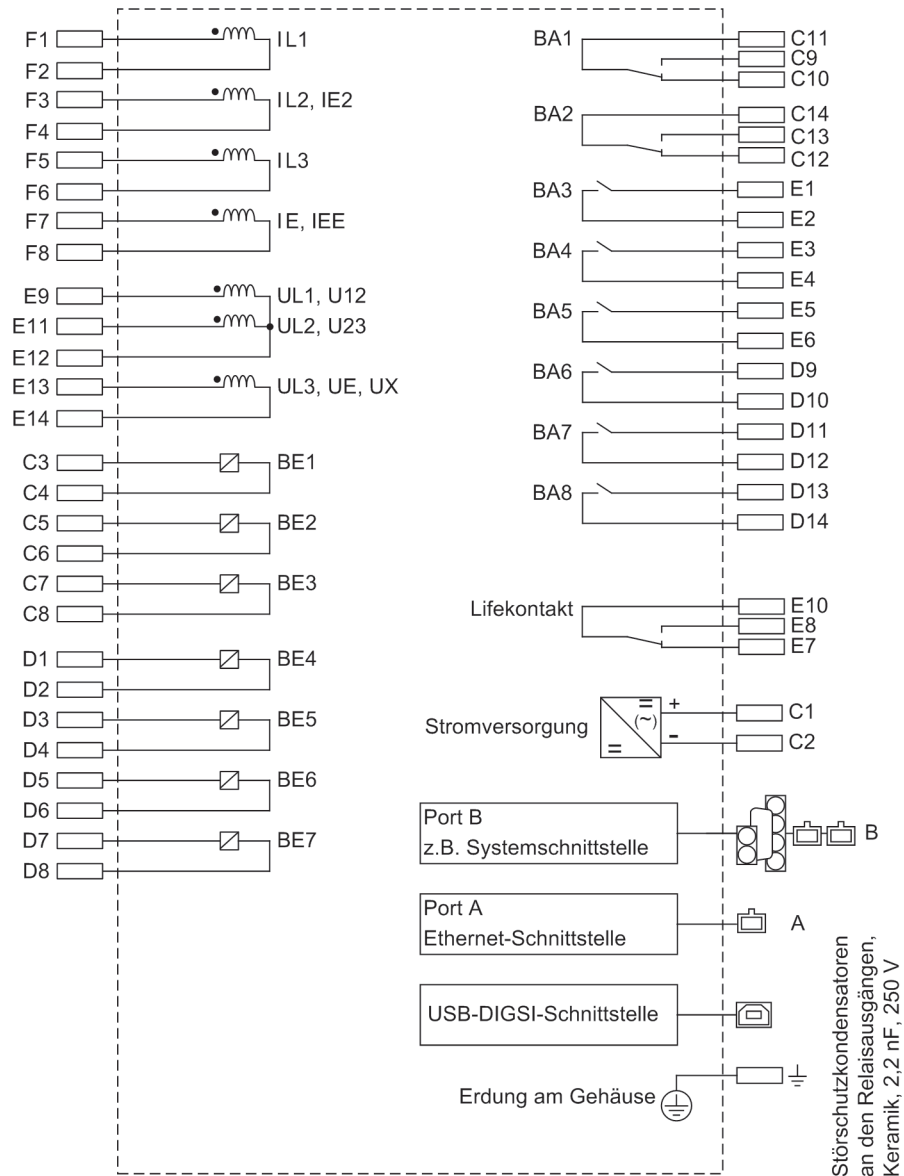 F1
IL1
F2
F3
IL2, IE2
F4
F5
IL3
F6
F7
IE, IEE
F8
E9
UL1, U12
E11
UL2, U23
E12
E13
UL3, UE, UX
E14
C3
BE1
C4
C5
BE2
C6
C7
BE3
C8
D1
BE4
D2
D3
BE5
D4
D5
BE6
D6
D7
BE7
D8
BA1
C11
C9
C10
BA2
C14
C13
C12
BA3
E1
E2
BA4
E3
E4
BA5
E5
E6
BA6
D9
D10
BA7
D11
D12
BA8
D13
D14
Lifekontakt
E10
E8
E7
Stromversorgung
=
(~)
=
+
-
C1
C2
Port B
z.B. Systemschnittstelle
B
Port A
Ethernet-Schnittstelle
A
USB-DIGSI-Schnittstelle
Erdung am Gehäuse
Störschutzkondensatoren
an den Relaisausgängen,
Keramik, 2,2 nF, 250 V